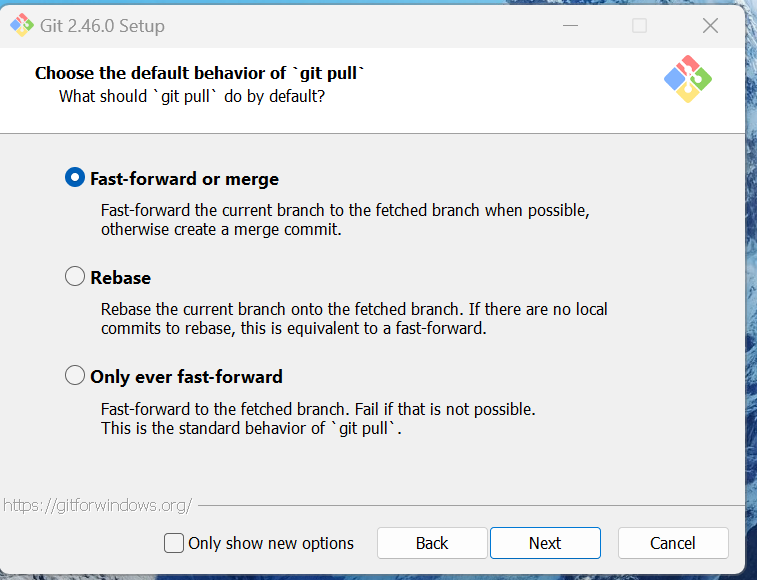 Git 2.46.0 Setup
Choose the default behavior of `git pull`
What should `git pull` do by default?
Fast-forward or merge
Fast-forward the current branch to the fetched branch when possible,
otherwise create a merge commit.
Rebase
Rebase the current branch onto the fetched branch. If there are no local
commits to rebase, this is equivalent to a fast-forward.
Only ever fast-forward
Fast-forward to the fetched branch. Fail if that is not possible.
This is the standard behavior of `git pull`.
https://gitforwindows.org/
Only show new options
Back
Next
Cancel